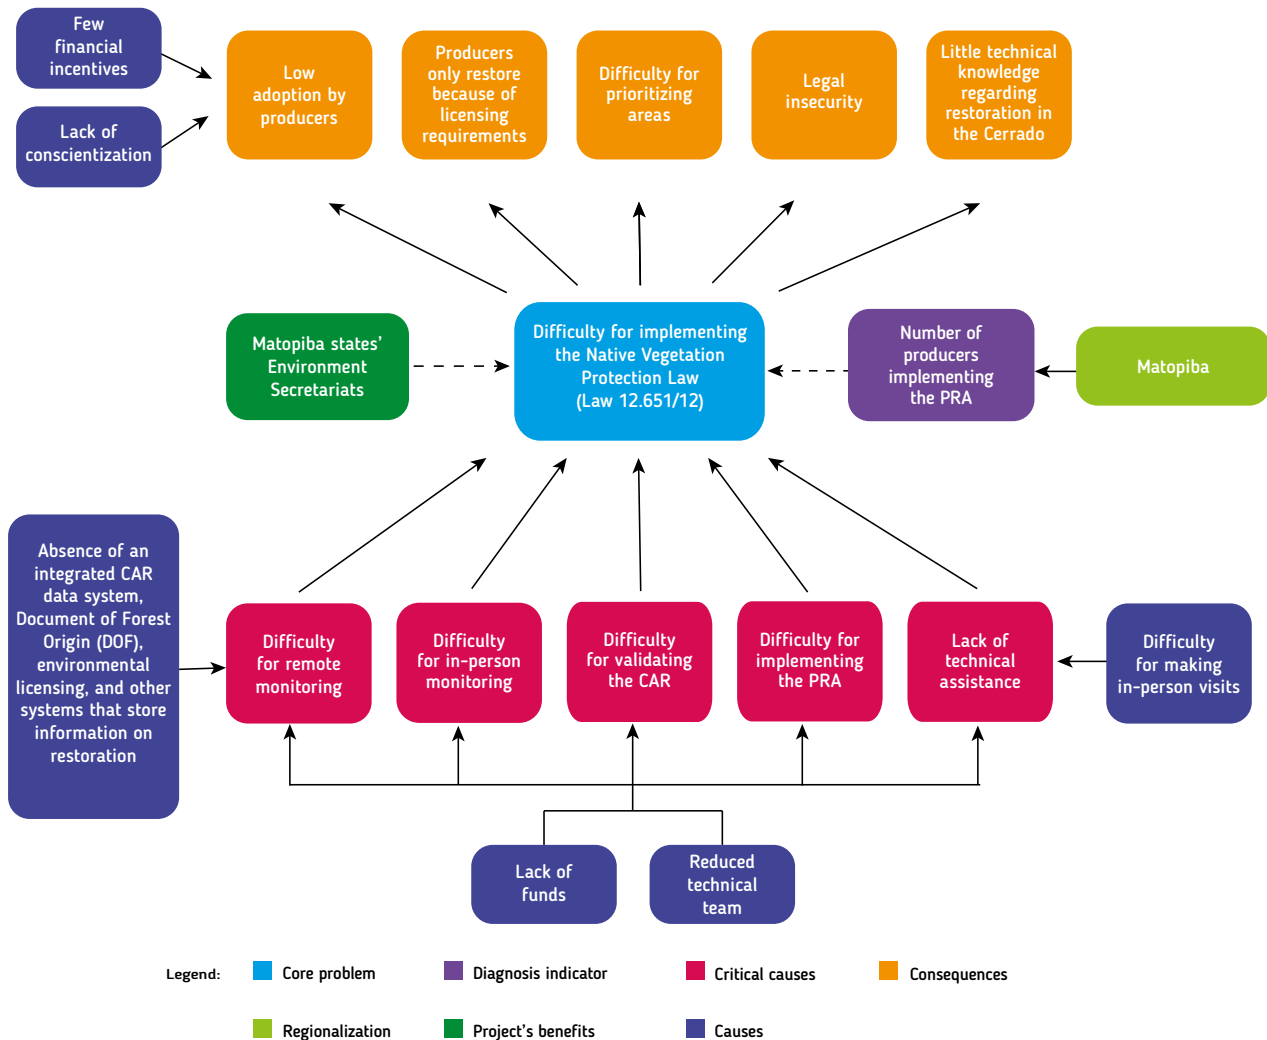 Few
financial
incentives
Lack of
conscientization
Low
adoption by
producers
Producers
only restore
because of
licensing
requirements
Difficulty for
prioritizing
areas
Legal
insecurity
Little technical
knowledge
regarding
restoration in
the Cerrado
Matopiba states’
Environment
Secretariats
Difficulty for implementing
the Native Vegetation
Protection Law
(Law 12.651/12)
Number of
producers
implementing
the PRA
Matopiba
Absence of an
integrated CAR
data system,
Document of Forest
Origin (DOF),
environmental
licensing, and other
systems that store
information on
restoration
Difficulty
for remote
monitoring
Difficulty
for in-person
monitoring
Difficulty
for validating
the CAR
Difficulty for
implementing
the PRA
Lack of
technical
assistance
Difficulty
for making
in-person visits
Lack of
funds
Reduced
technical
team
Legend:
Core problem
Diagnosis indicator
Critical causes
Consequences
Regionalization
Project’s benefits
Causes